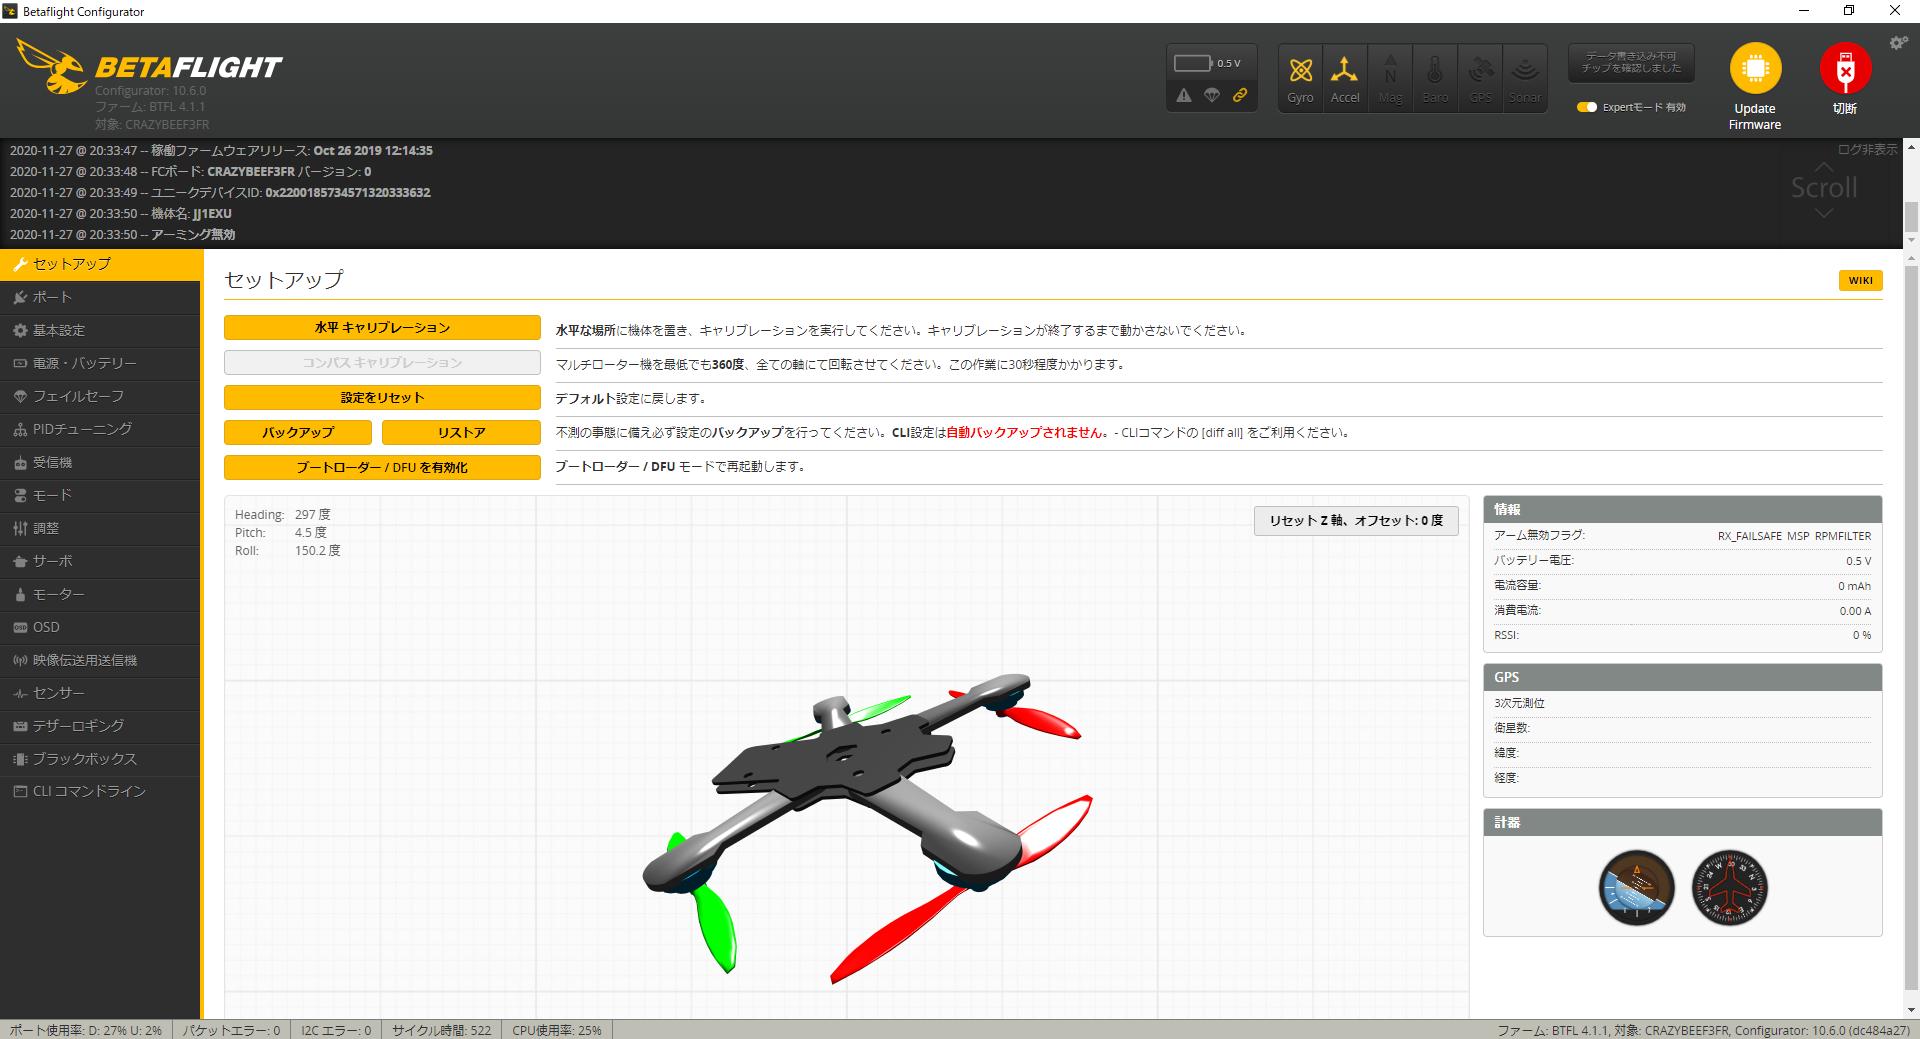 Betaflight Configurator
BETAFLIGHT
Configurator: 10.6.0
ファーム: BTFL 4.1.1
対象: CRAZYBEEF3FR
0.5 V
Gyro Accel Mag Baro GPS Sonar
データ書き込み不可
チップを確認しました
Expertモード 有効
Update
Firmware
切断
2020-11-27 @ 20:33:47 -- 稼働ファームウェアリリース: Oct 26 2019 12:14:35
2020-11-27 @ 20:33:48 -- FCボード: CRAZYBEEF3FR バージョン: 0
2020-11-27 @ 20:33:49 -- ユニークデバイスID: 0x2200185734571320333632
2020-11-27 @ 20:33:50 -- 機体名: JJ1EXU
2020-11-27 @ 20:33:50 -- アーミング無効
ログ非表示
Scroll
セットアップ
ポート
基本設定
電源・バッテリー
フェイルセーフ
PIDチューニング
受信機
モード
調整
サーボ
モーター
OSD
映像伝送用送信機
センサー
テザーロギング
ブラックボックス
CLI コマンドライン
セットアップ
WIKI
水平 キャリブレーション
水平な場所に機体を置き、キャリブレーションを実行してください。キャリブレーションが終了するまで動かさないでください。
コンパス キャリブレーション
マルチローター機を最低でも360度、全ての軸にて回転させてください。この作業に30秒程度かかります。
設定をリセット
デフォルト設定に戻します。
バックアップ リストア
不測の事態に備え必ず設定のバックアップを行ってください。CLI設定は自動バックアップされません。- CLIコマンドの [diff all] をご利用ください。
ブートローダー / DFU を有効化
ブートローダー / DFU モードで再起動します。
Heading: 297 度
Pitch: 4.5 度
Roll: 150.2 度
リセット Z 軸、オフセット: 0 度
情報
アーム無効フラグ: RX_FAILSAFE MSP RPMFILTER
バッテリー電圧: 0.5 V
電流容量: 0 mAh
消費電流: 0.00 A
RSSI: 0 %
GPS
3次元測位
衛星数:
緯度:
経度:
計器
ポート使用率: D: 27% U: 2% パケットエラー: 0 I2C エラー: 0 サイクル時間: 522 CPU使用率: 25%
ファーム: BTFL 4.1.1, 対象: CRAZYBEEF3FR, Configurator: 10.6.0 (dc484a27)